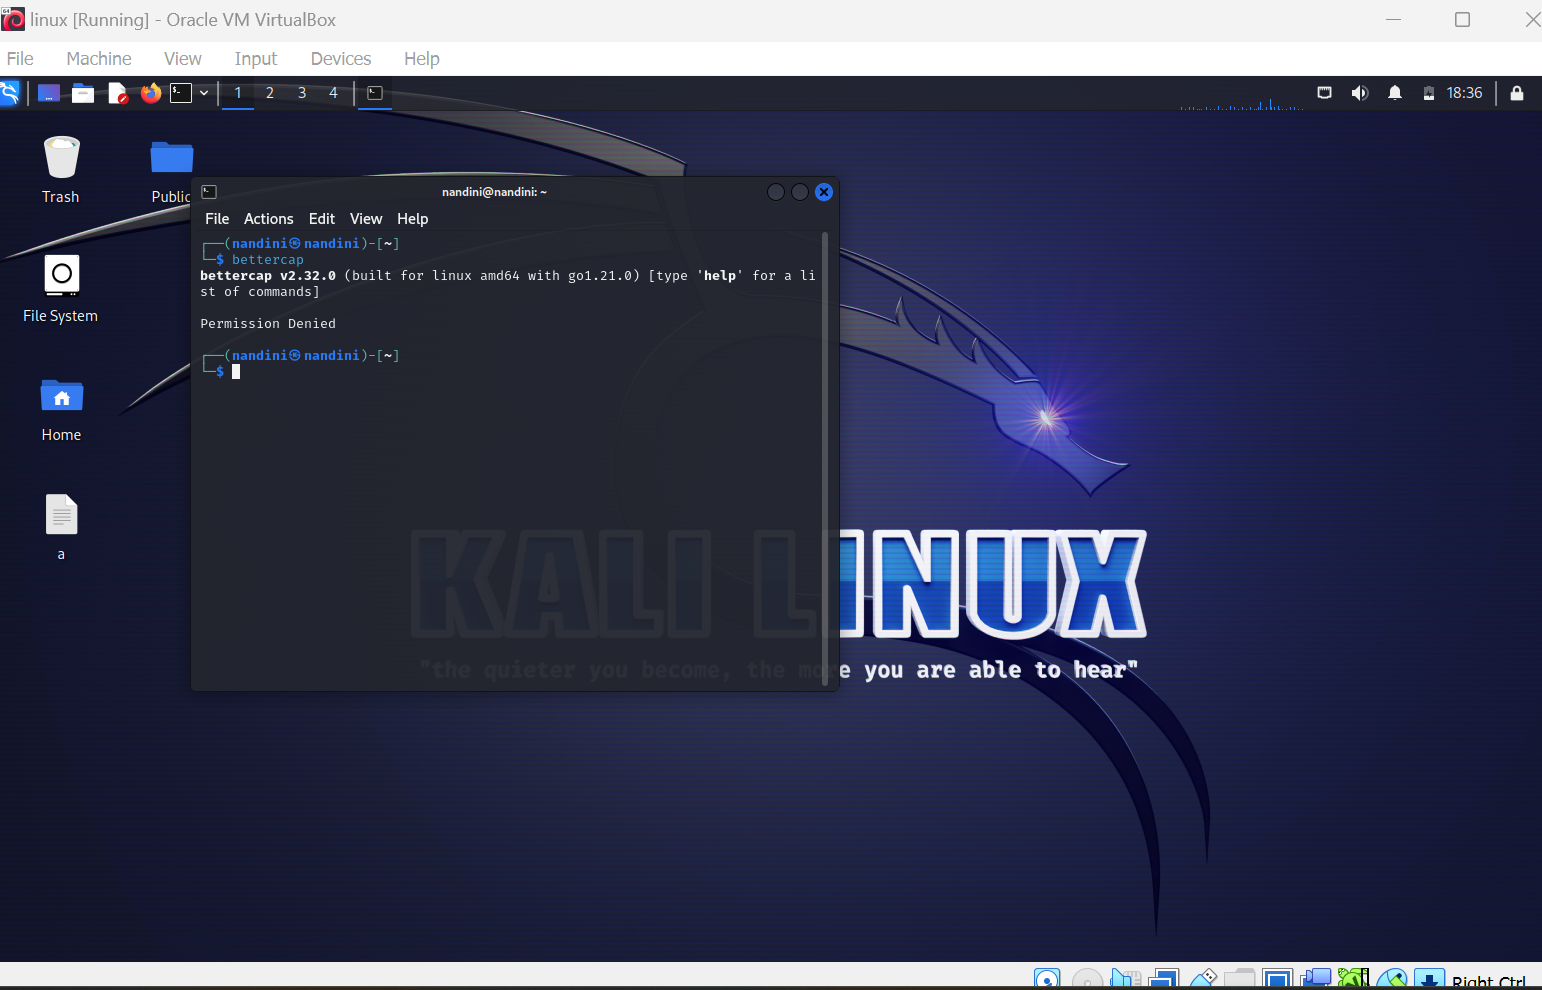 linux [Running] - Oracle VM VirtualBox
File Machine View Input Devices Help
1 2 3 4 18:36
Trash
Public
File System
Home
a
nandini@nandini: ~
File Actions Edit View Help
┌──(nandini㉿nandini)-[~]
└─$ bettercap
bettercap v2.32.0 (built for linux amd64 with go1.21.0) [type 'help' for a li
st of commands]
Permission Denied
┌──(nandini㉿nandini)-[~]
└─$
KALI LINUX
"the quieter you become, the more you are able to hear"
Right Ctrl